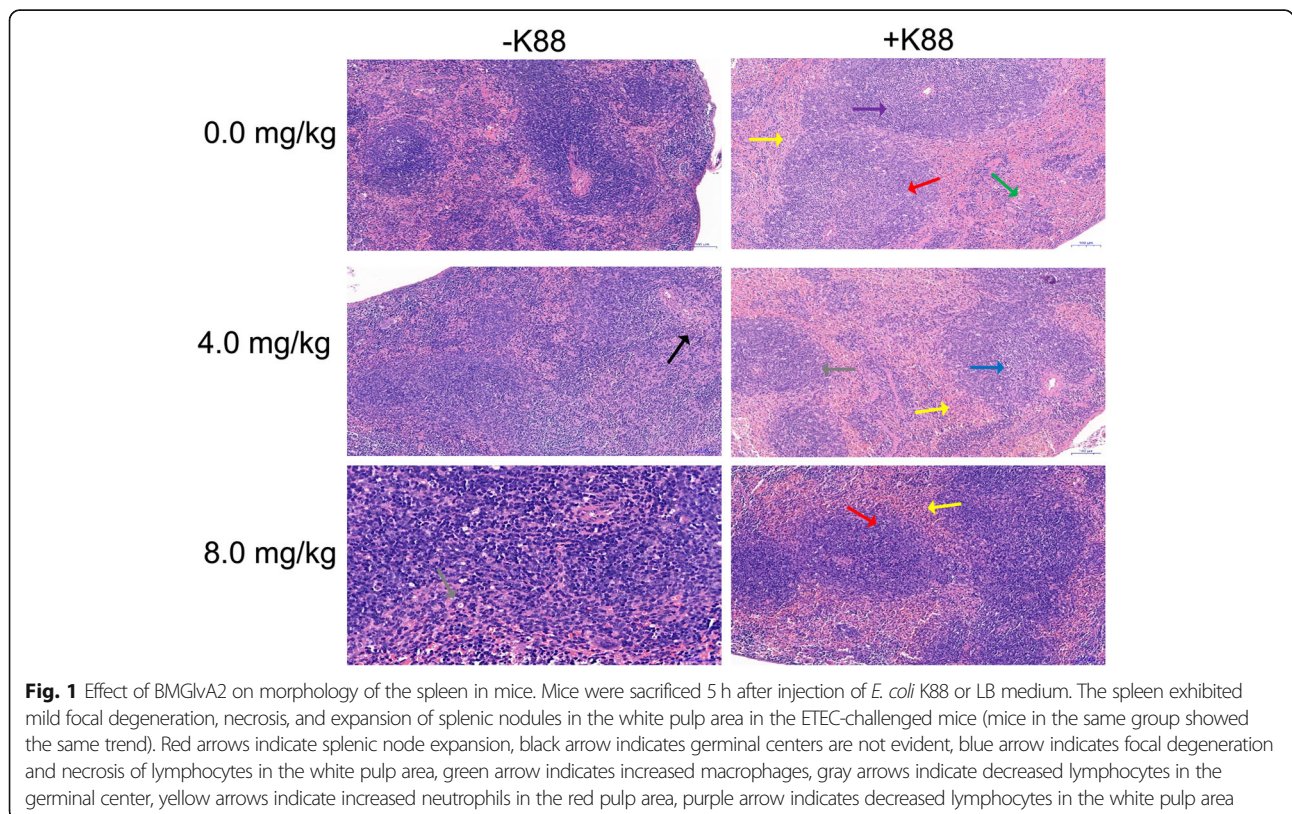 -K88 +K88
0.0 mg/kg
4.0 mg/kg
8.0 mg/kg
Fig. 1 Effect of BMGlvA2 on morphology of the spleen in mice. Mice were sacrificed 5 h after injection of E. coli K88 or LB medium. The spleen exhibited
mild focal degeneration, necrosis, and expansion of splenic nodules in the white pulp area in the ETEC-challenged mice (mice in the same group showed
the same trend). Red arrows indicate splenic node expansion, black arrow indicates germinal centers are not evident, blue arrow indicates focal degeneration
and necrosis of lymphocytes in the white pulp area, green arrow indicates increased macrophages, gray arrows indicate decreased lymphocytes in the
germinal center, yellow arrows indicate increased neutrophils in the red pulp area, purple arrow indicates decreased lymphocytes in the white pulp area